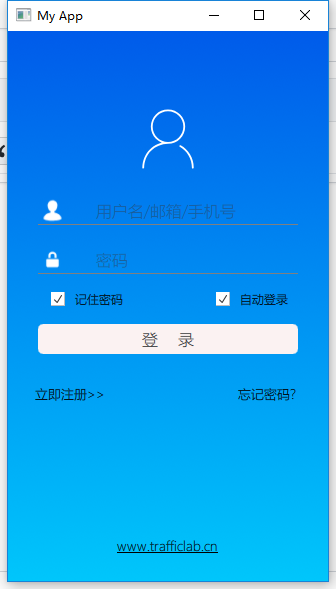 My App
用户名/邮箱/手机号
密码
记住密码 自动登录
登 录
立即注册>> 忘记密码?
www.trafficlab.cn